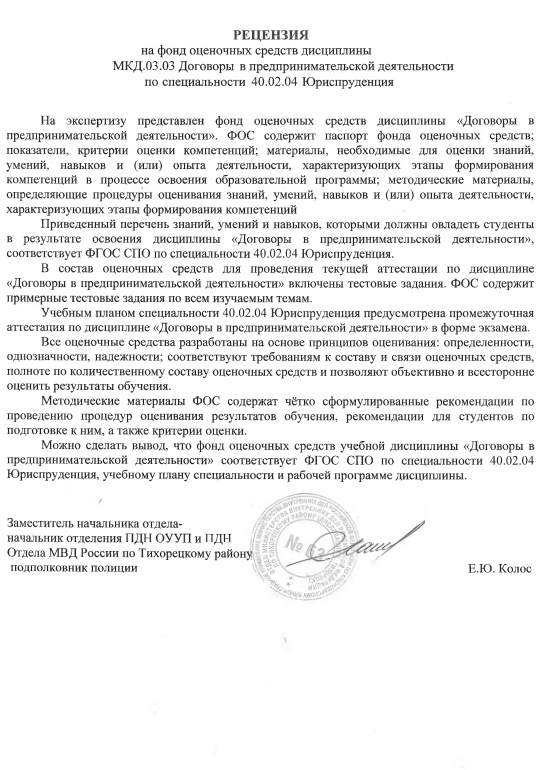 РЕЦЕНЗИЯ
на фонд оценочных средств дисциплины
МКД.03.03 Договоры в предпринимательской деятельности
по специальности 40.02.04 Юриспруденция
На экспертизу представлен фонд оценочных средств дисциплины «Договоры в
предпринимательской деятельности». ФОС содержит паспорт фонда оценочных средств;
показатели, критерии оценки компетенций; материалы, необходимые для оценки знаний,
умений, навыков и (или) опыта деятельности, характеризующих этапы формирования
компетенций в процессе освоения образовательной программы; методические материалы,
определяющие процедуры оценивания знаний, умений, навыков и (или) опыта деятельности,
характеризующих этапы формирования компетенций
Приведенный перечень знаний, умений и навыков, которыми должны овладеть студенты
в результате освоения дисциплины «Договоры в предпринимательской деятельности»,
соответствует ФГОС СПО по специальности 40.02.04 Юриспруденция.
В состав оценочных средств для проведения текущей аттестации по дисциплине
«Договоры в предпринимательской деятельности» включены тестовые задания. ФОС содержит
примерные тестовые задания по всем изучаемым темам.
Учебным планом специальности 40.02.04 Юриспруденция предусмотрена промежуточная
аттестация по дисциплине «Договоры в предпринимательской деятельности» в форме экзамена.
Все оценочные средства разработаны на основе принципов оценивания: определенности,
однозначности, надежности; соответствуют требованиям к составу и связи оценочных средств,
полноте по количественному составу оценочных средств и позволяют объективно и всесторонне
оценить результаты обучения.
Методические материалы ФОС содержат чётко сформулированные рекомендации по
проведению процедур оценивания результатов обучения, рекомендации для студентов по
подготовке к ним, а также критерии оценки.
Можно сделать вывод, что фонд оценочных средств учебной дисциплины «Договоры в
предпринимательской деятельности» соответствует ФГОС СПО по специальности 40.02.04
Юриспруденция, учебному плану специальности и рабочей программе дисциплины.
Заместитель начальника отдела-
начальник отделения ПДН ОУУП и ПДН
Отдела МВД России по Тихорецкому району
подполковник полиции
Е.Ю. Колос